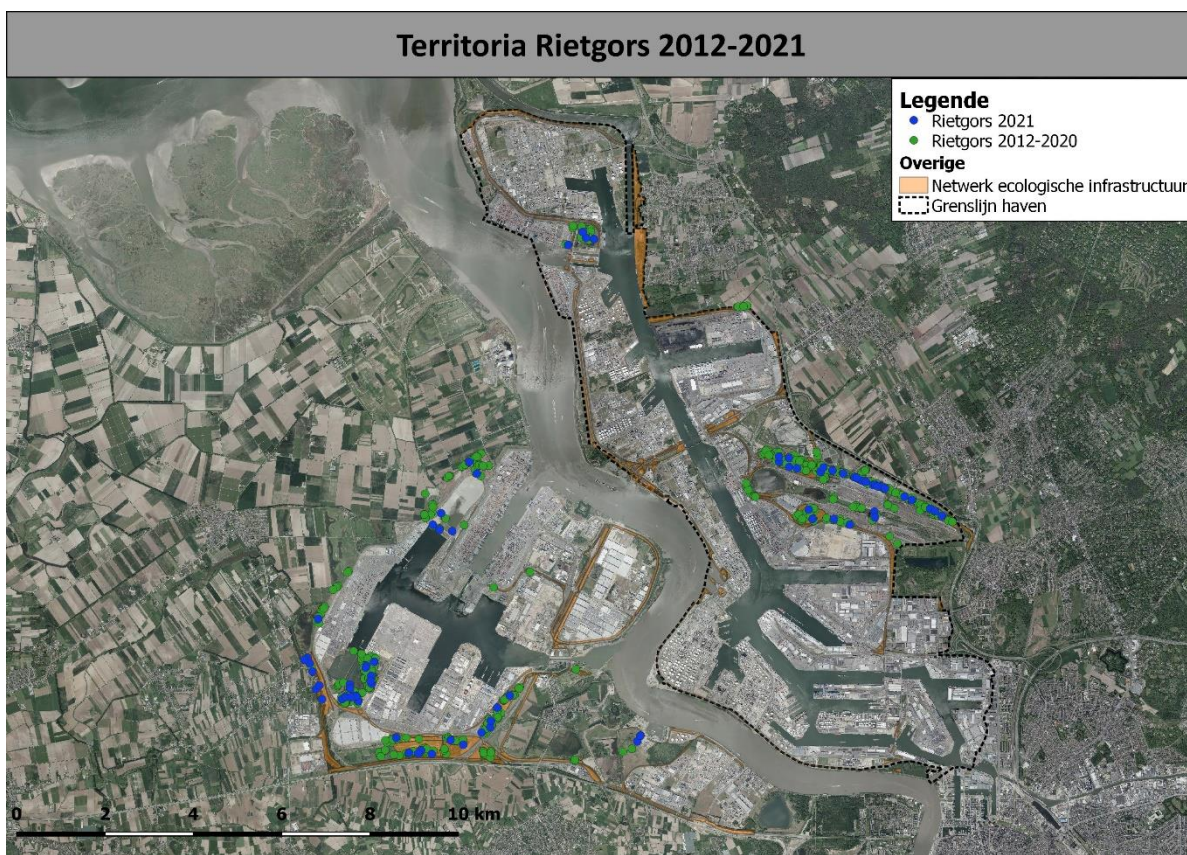 Territoria Rietgors 2012-2021
Legende
Rietgors 2021
Rietgors 2012-2020
Overige
Netwerk ecologische infrastructuur
Grenslijn haven
0 2 4 6 8 10 km